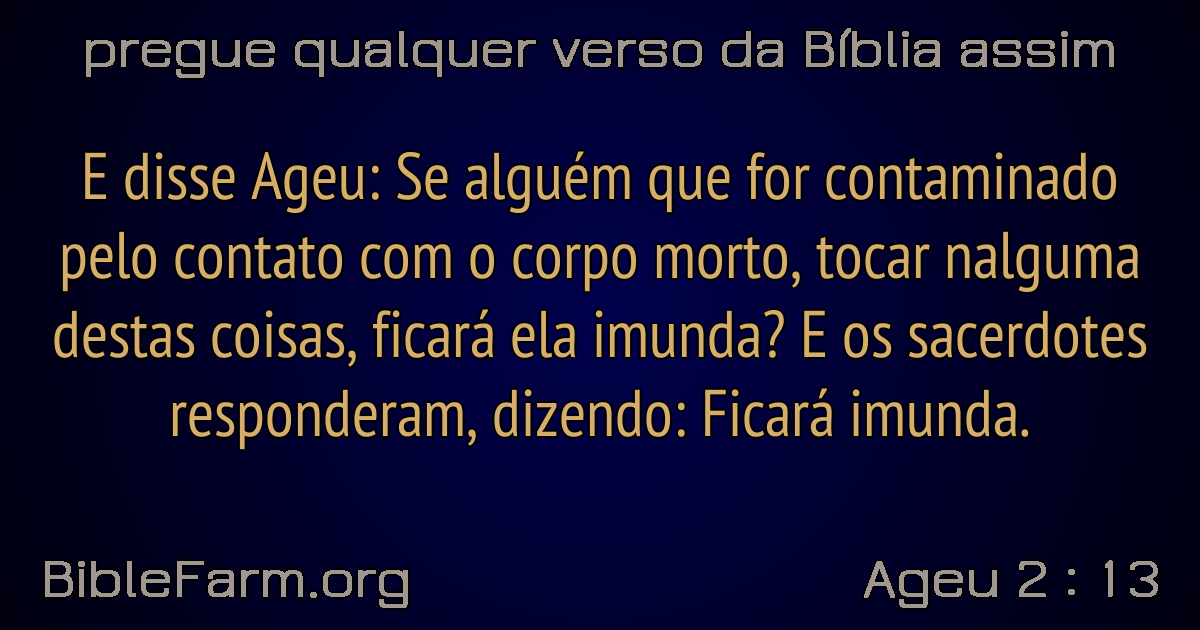 pregue qualquer verso da Bíblia assim
E disse Ageu: Se alguém que for contaminado
pelo contato com o corpo morto, tocar nalguma
destas coisas, ficará ela imunda? E os sacerdotes
responderam, dizendo: Ficará imunda.
BibleFarm.org
Ageu 2 : 13